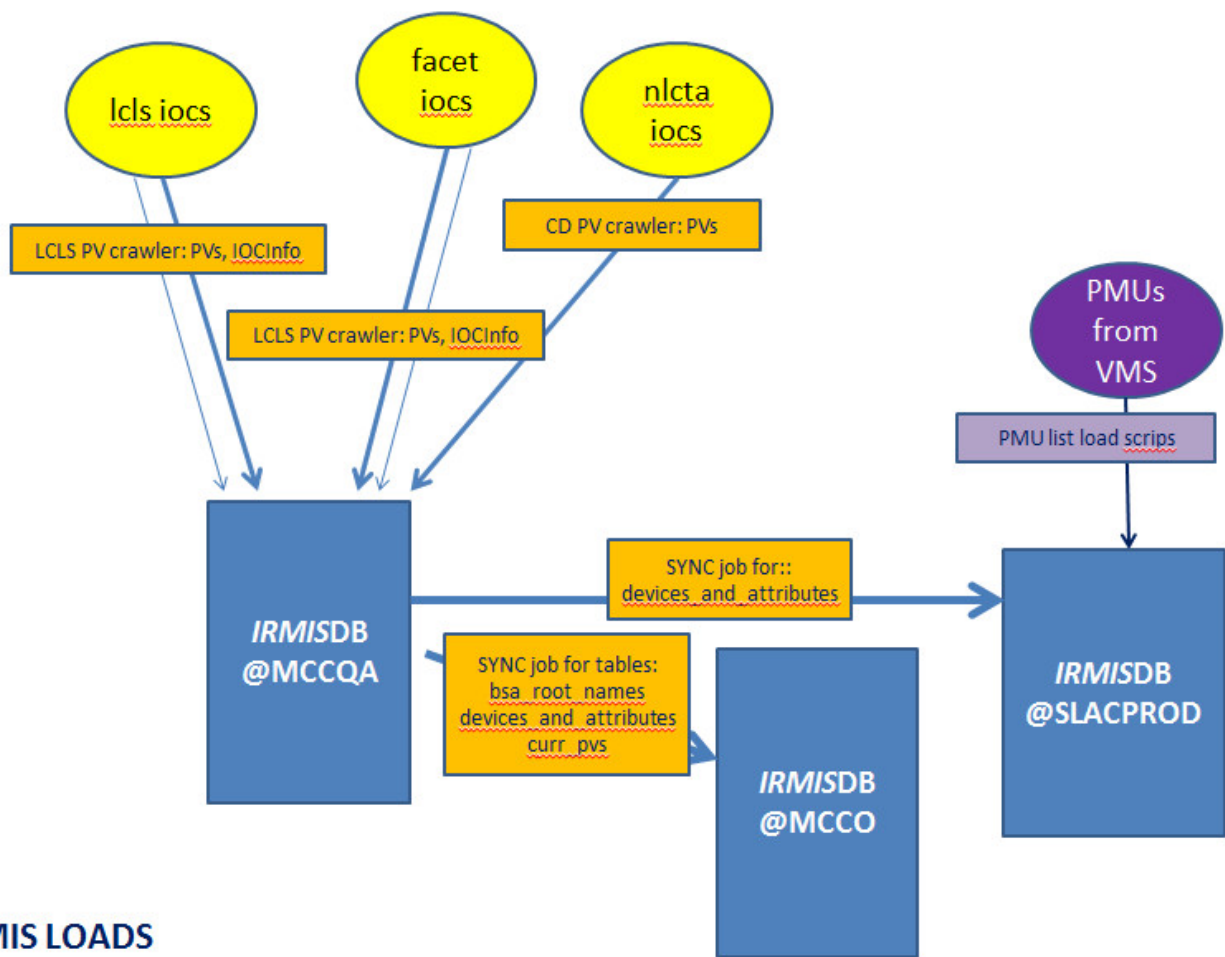 lcls iocs
facet
iocs
nlcta
iocs
LCLS PV crawler: PVs, IOCInfo
CD PV crawler: PVs
LCLS PV crawler: PVs, IOCInfo
PMUs
from
VMS
PMU list load scrips
SYNC job for::
devices_and_attributes
IRMISDB
@MCCQA
SYNC job for tables:
bsa_root_names
devices_and_attributes
curr_pvs
IRMISDB
@SLACPROD
IRMISDB
@MCCO
MIS LOADS